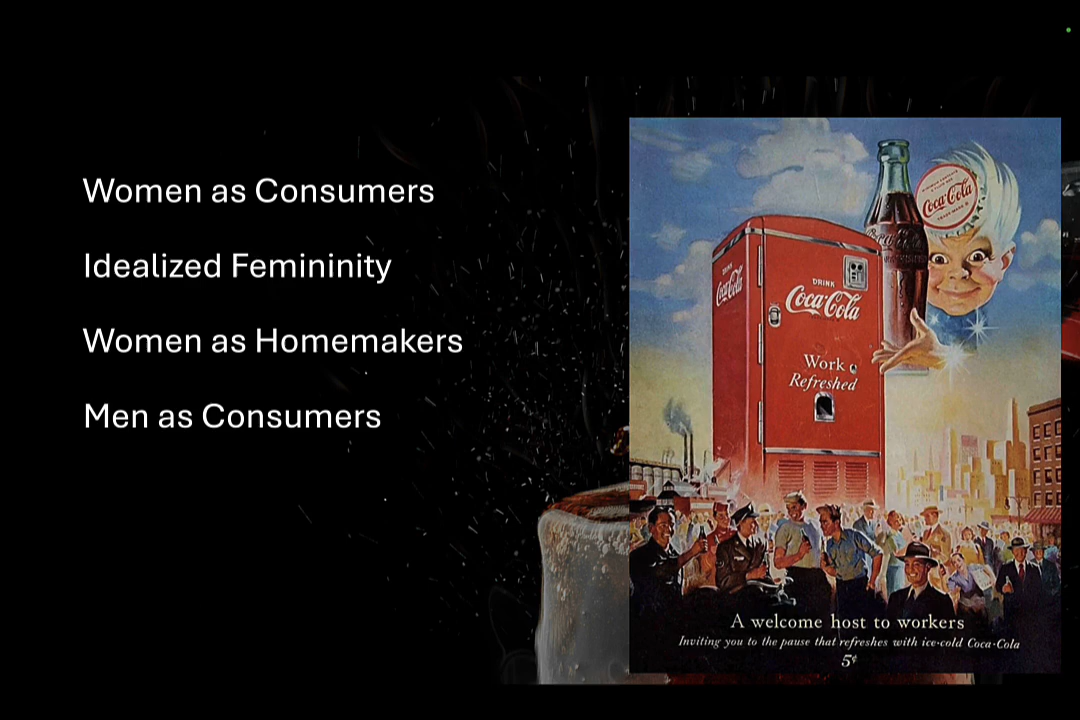 Women as Consumers
Idealized Femininity
Women as Homemakers
Men as Consumers
Coca-Cola
DRINK
Coca-Cola
DRINK
Coca-Cola
Work
Refreshed
A welcome host to workers
Inviting you to the pause that refreshes with ice-cold Coca-Cola
5¢